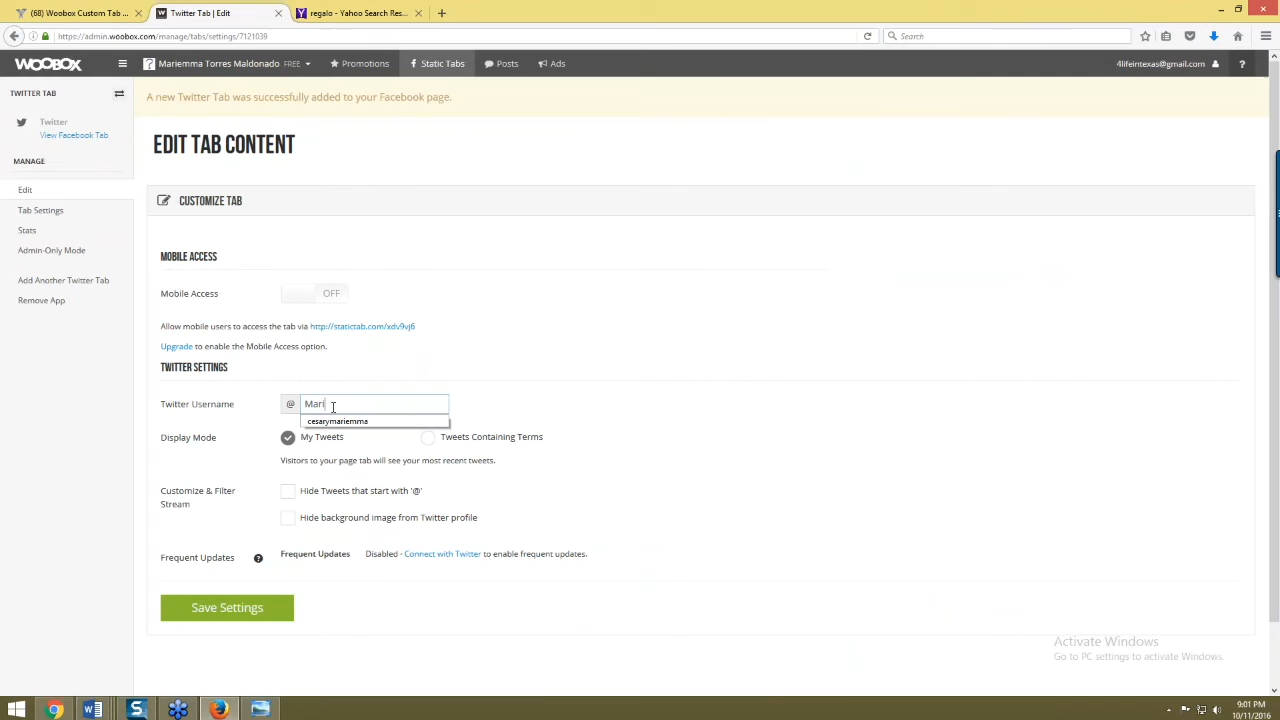 (68) Woobox Custom Tab ...
Twitter Tab | Edit
regalo - Yahoo Search Res...
https://admin.woobox.com/manage/tabs/settings/7121039
Search
WOOBOX
Mariemma Torres Maldonado FREE
Promotions
Static Tabs
Posts
Ads
4lifeintexas@gmail.com
?
TWITTER TAB
A new Twitter Tab was successfully added to your Facebook page.
Twitter
View Facebook Tab
EDIT TAB CONTENT
MANAGE
Edit
CUSTOMIZE TAB
Tab Settings
Stats
Admin-Only Mode
MOBILE ACCESS
Add Another Twitter Tab
Mobile Access OFF
Remove App
Allow mobile users to access the tab via http://statictab.com/xdv9vj6
Upgrade to enable the Mobile Access option.
TWITTER SETTINGS
Twitter Username @ Mari
cesarymariemma
Display Mode My Tweets Tweets Containing Terms
Visitors to your page tab will see your most recent tweets.
Customize & Filter
Stream
Hide Tweets that start with '@'
Hide background image from Twitter profile
Frequent Updates ? Frequent Updates Disabled - Connect with Twitter to enable frequent updates.
Save Settings
Activate Windows
Go to PC settings to activate Windows.
9:01 PM
10/11/2016